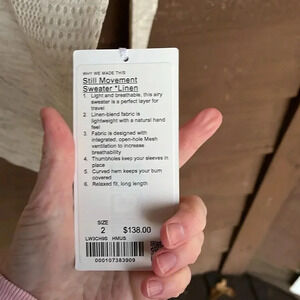 WHY WE MADE THIS
Still Movement
Sweater *Linen
1. Light and breathable, this airy
sweater is a perfect layer for
travel
2. Linen-blend fabric is
lightweight with a natural hand
feel
3. Fabric is designed with
integrated, open-hole Mesh
ventilation to increase
breathability
4. Thumbholes keep your sleeves in
place
5. Curved hem keeps your bum
covered
6. Relaxed fit, long length
SIZE
2 $138.00
LW3CH9S HMUS
000107383909